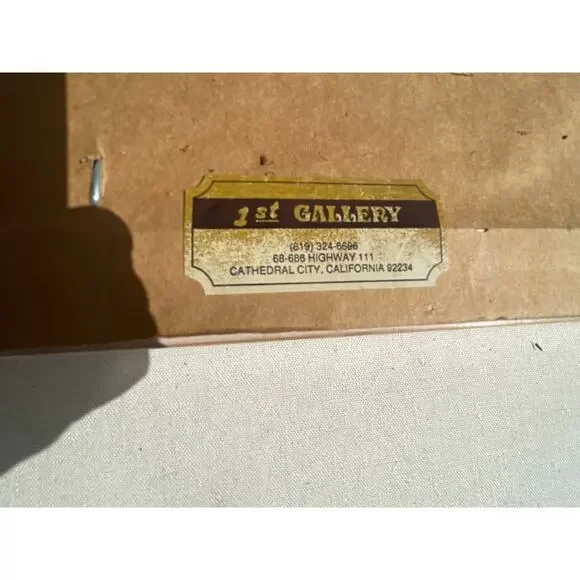 1st GALLERY
(619) 324-6696
68-686 HIGHWAY 111
CATHEDRAL CITY, CALIFORNIA 92234